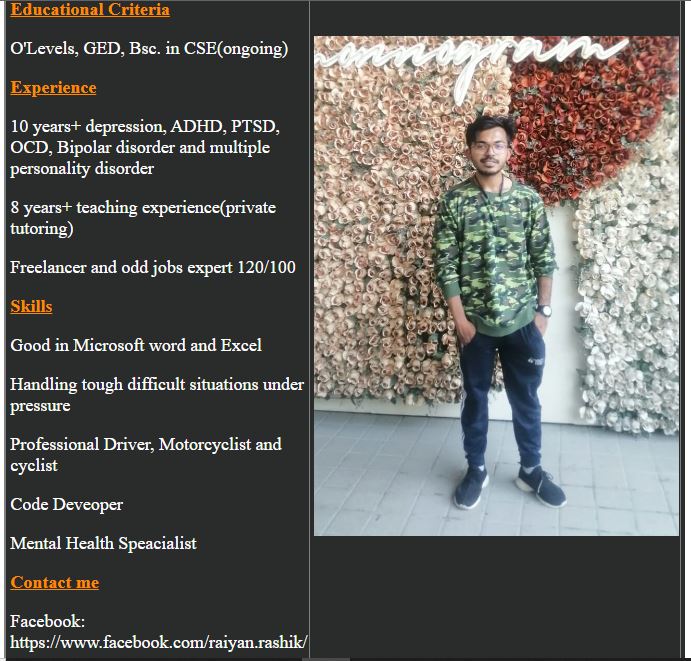 Educational Criteria
O'Levels, GED, Bsc. in CSE(ongoing)
Experience
10 years+ depression, ADHD, PTSD,
OCD, Bipolar disorder and multiple
personality disorder
8 years+ teaching experience(private
tutoring)
Freelancer and odd jobs expert 120/100
Skills
Good in Microsoft word and Excel
Handling tough difficult situations under
pressure
Professional Driver, Motorcyclist and
cyclist
Code Deveoper
Mental Health Speacialist
Contact me
Facebook:
https://www.facebook.com/raiyan.rashik/